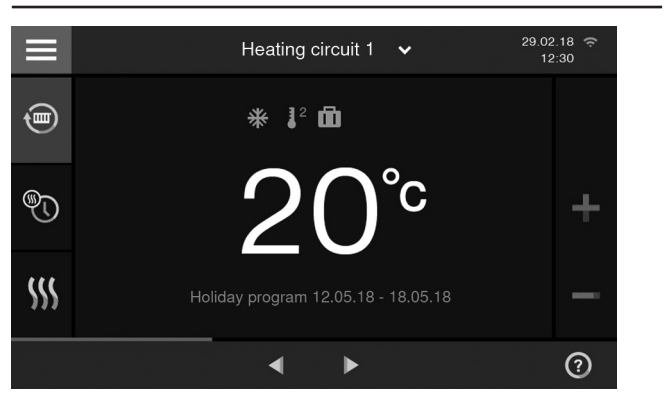 Heating circuit 1
29.02.18
12:30
2
20°C
Holiday program 12.05.18 - 18.05.18
?